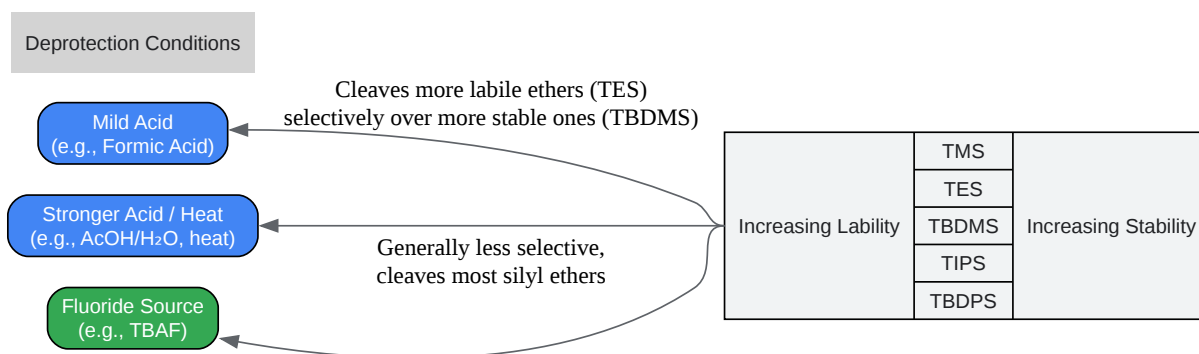 Deprotection Conditions
Cleaves more labile ethers (TES)
selectively over more stable ones (TBDMS)
Mild Acid
(e.g., Formic Acid)
Stronger Acid / Heat
(e.g., AcOH/H₂O, heat)
Generally less selective,
cleaves most silyl ethers
Fluoride Source
(e.g., TBAF)
Increasing Lability
TMS
TES
TBDMS
TIPS
TBDPS
Increasing Stability